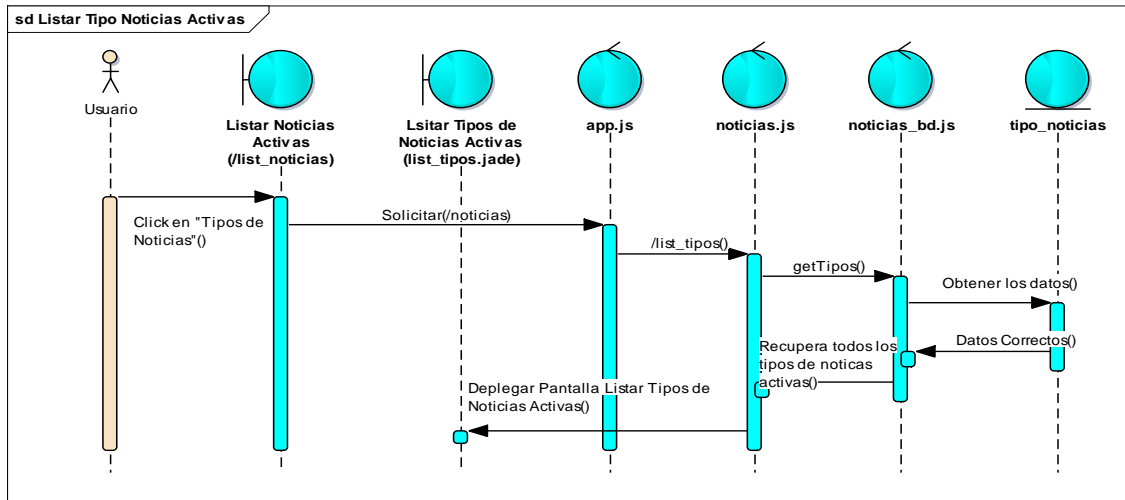 sd Listar Tipo Noticias Activas
Usuario
Listar Noticias
Activas
(/list_noticias)
Lsitar Tipos de
Noticias Activas
(list_tipos.jade)
app.js
noticias.js
noticias_bd.js
tipo_noticias
Click en "Tipos de
Noticias"()
Solicitar(/noticias)
/list_tipos()
getTipos()
Obtener los datos()
Datos Correctos()
Recupera todos los
tipos de noticas
activas()
Deplegar Pantalla Listar Tipos de
Noticias Activas()